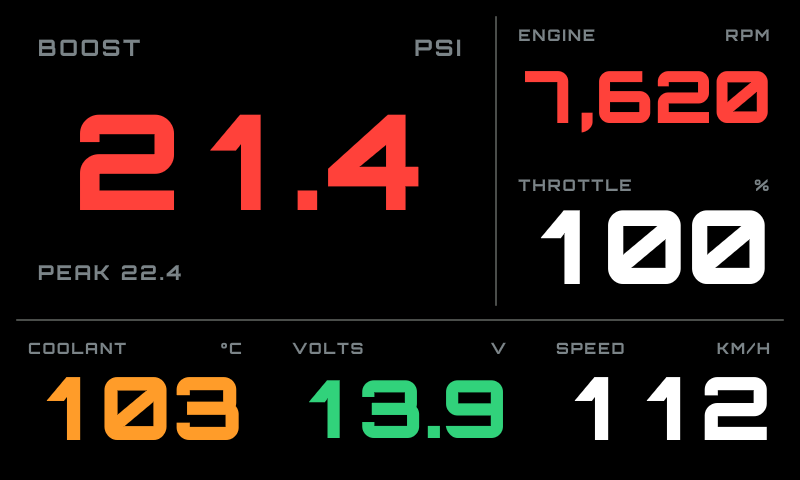 BOOST PSI
21.4
PEAK 22.4
ENGINE RPM
7,620
THROTTLE %
100
COOLANT °C
103
VOLTS V
13.9
SPEED KM/H
112